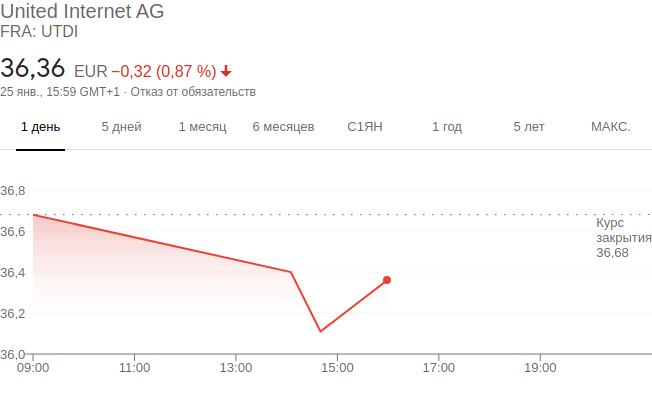 United Internet AG
FRA: UTDI
36,36 EUR −0,32 (0,87 %)
25 янв., 15:59 GMT+1 · Отказ от обязательств
1 день 5 дней 1 месяц 6 месяцев С1ЯН 1 год 5 лет МАКС.
36,8
Курс
закрытия
36,68
36,6
36,4
36,2
36,0
09:00 11:00 13:00 15:00 17:00 19:00